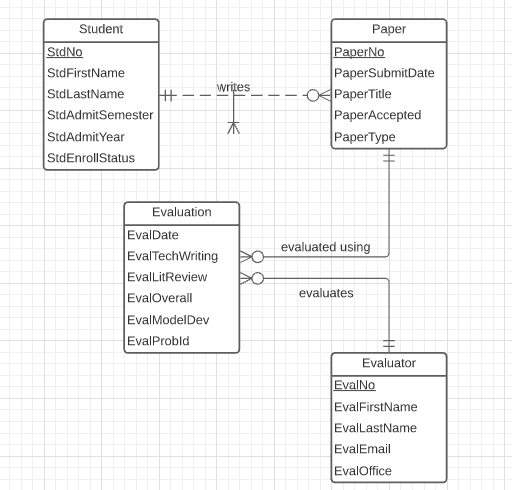 Student
StdNo
StdFirstName
StdLastName
StdAdmitSemester
StdAdmitYear
StdEnrollStatus
writes
Paper
PaperNo
PaperSubmitDate
PaperTitle
PaperAccepted
PaperType
Evaluation
EvalDate
EvalTechWriting
EvalLitReview
EvalOverall
EvalModelDev
EvalProbId
evaluated using
evaluates
Evaluator
EvalNo
EvalFirstName
EvalLastName
EvalEmail
EvalOffice